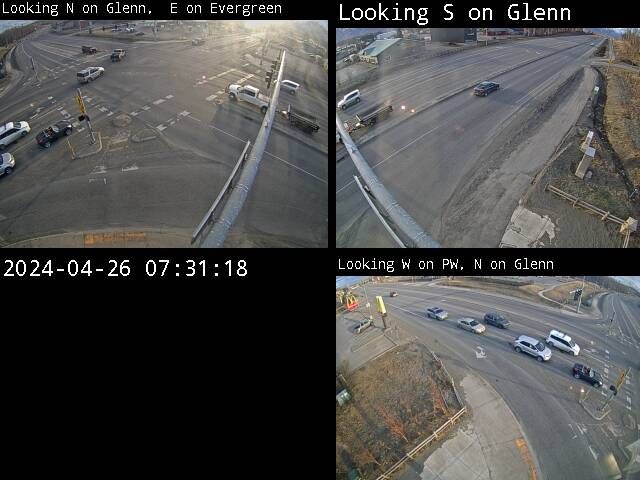 Looking N on Glenn,  E on Evergreen
Looking S on Glenn
2024-04-26 07:31:18
Looking W on PW, N on Glenn